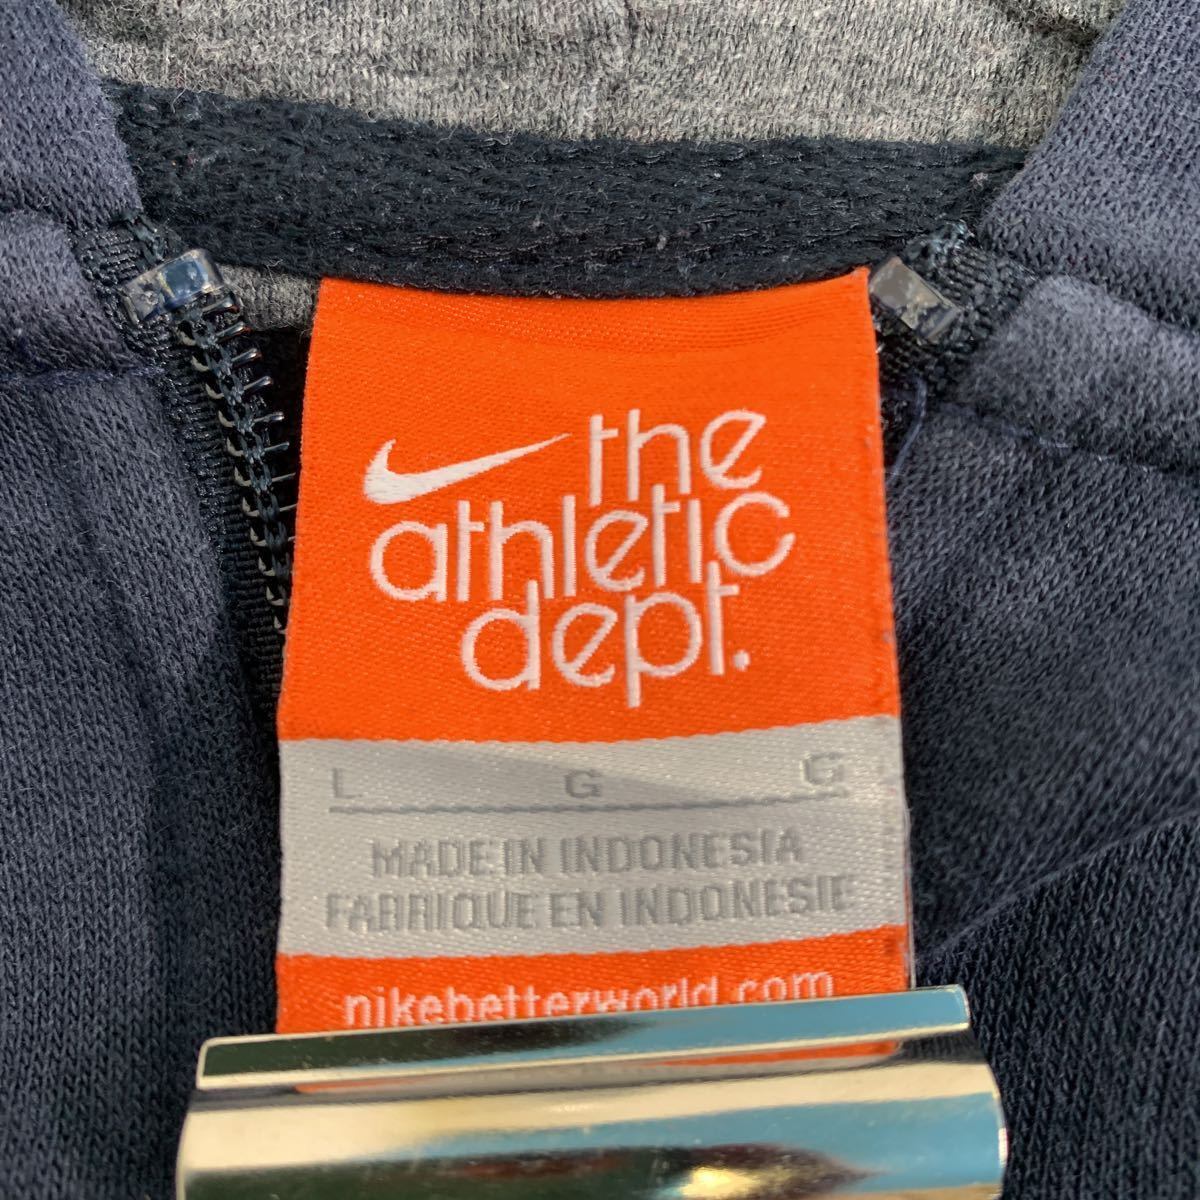 the
athletic
dept.
L G G
MADE IN INDONESIA
FABRIQUE EN INDONESIE
nikebetterworld.com